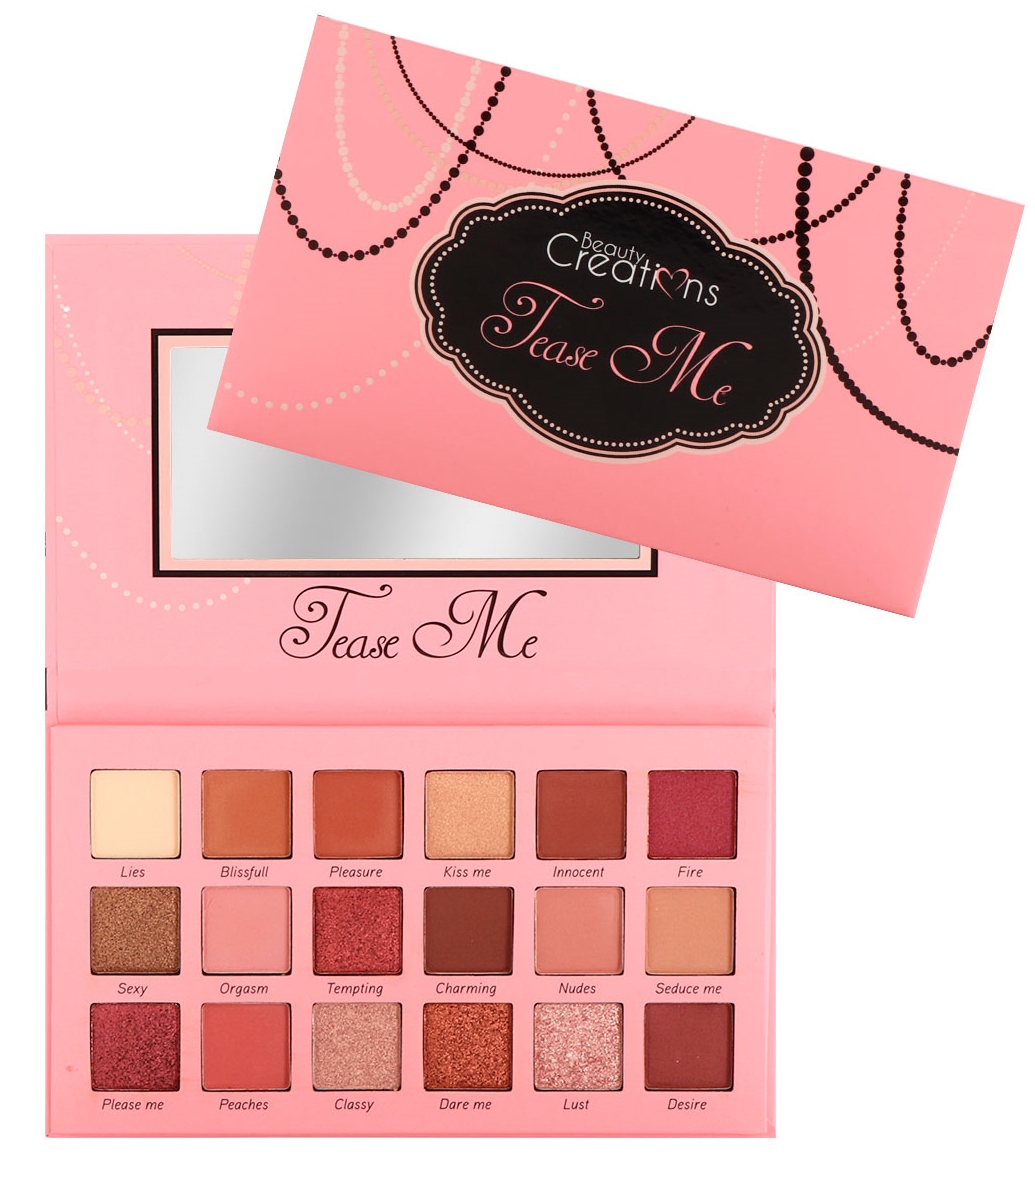 Beauty
Creations
Tease Me
Tease Me
Lies Blissfull Pleasure Kiss me Innocent Fire
Sexy Orgasm Tempting Charming Nudes Seduce me
Please me Peaches Classy Dare me Lust Desire